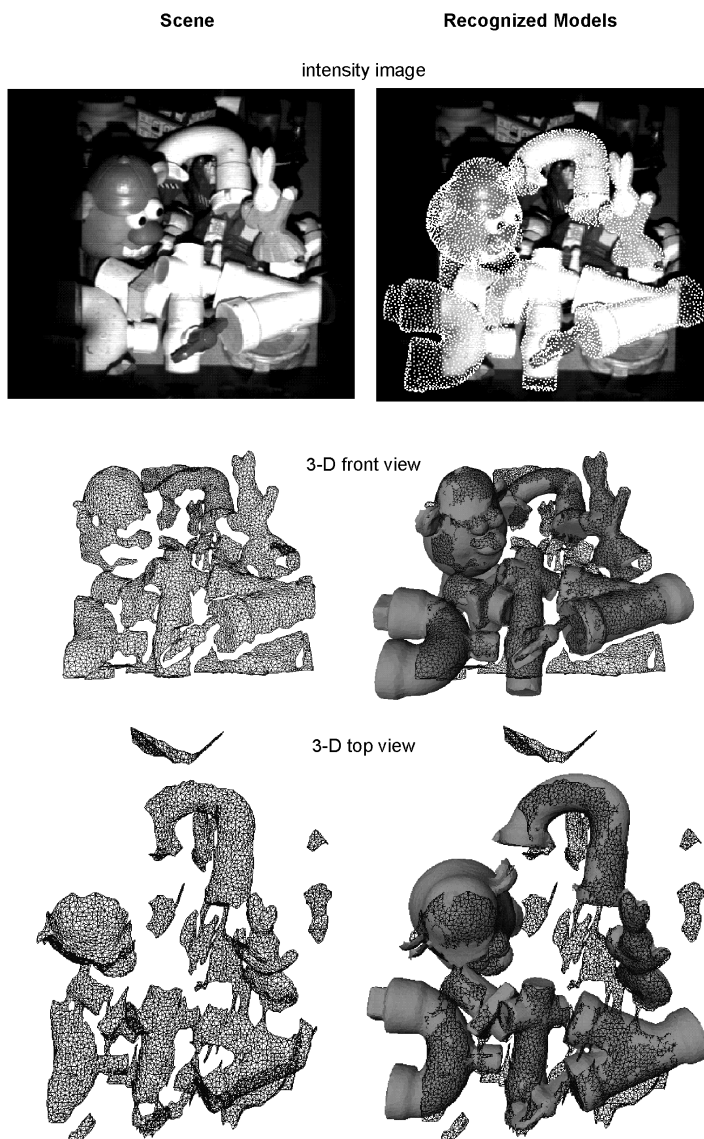 Scene
Recognized Models
intensity image
3-D front view
3-D top view